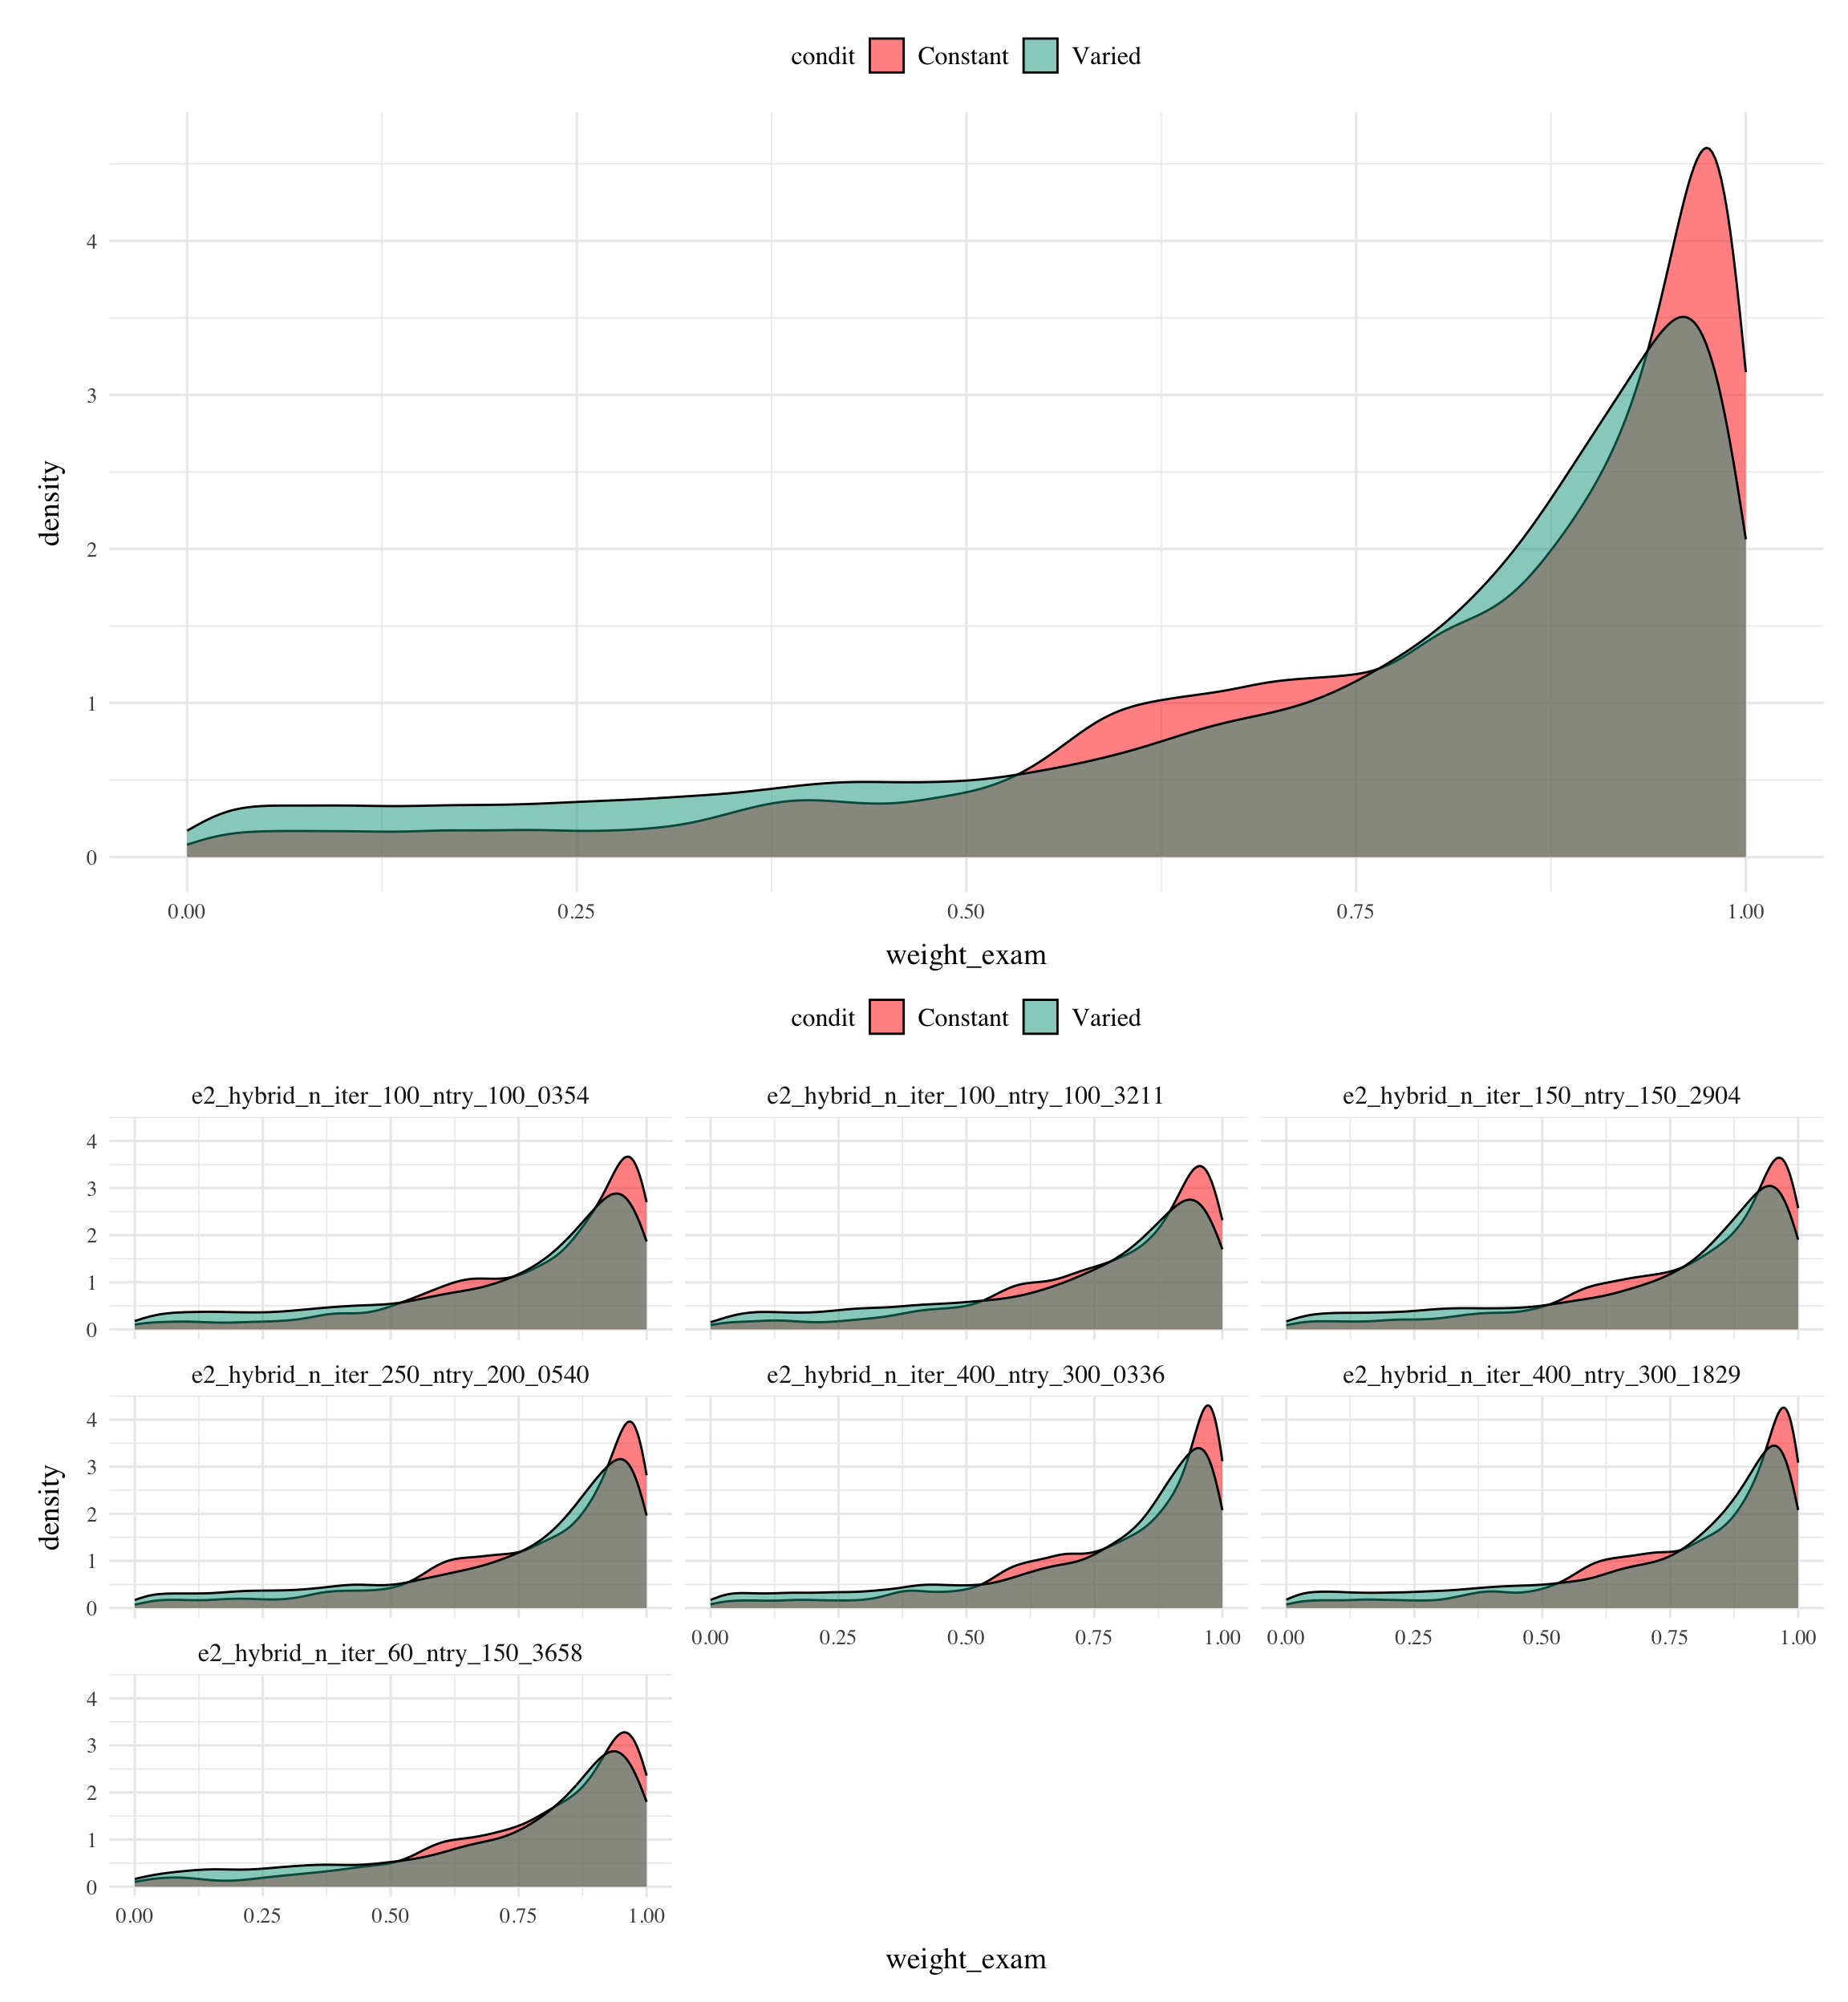 condit Constant Varied
4
3
2
1
0
density
0.00 0.25 0.50 0.75 1.00
weight_exam
condit Constant Varied
e2_hybrid_n_iter_100_ntry_100_0354 e2_hybrid_n_iter_100_ntry_100_3211 e2_hybrid_n_iter_150_ntry_150_2904
4
3
2
1
0
e2_hybrid_n_iter_250_ntry_200_0540 e2_hybrid_n_iter_400_ntry_300_0336 e2_hybrid_n_iter_400_ntry_300_1829
4
3
2
1
0
density
0.00 0.25 0.50 0.75 1.00 0.00 0.25 0.50 0.75 1.00
e2_hybrid_n_iter_60_ntry_150_3658
4
3
2
1
0
0.00 0.25 0.50 0.75 1.00
weight_exam